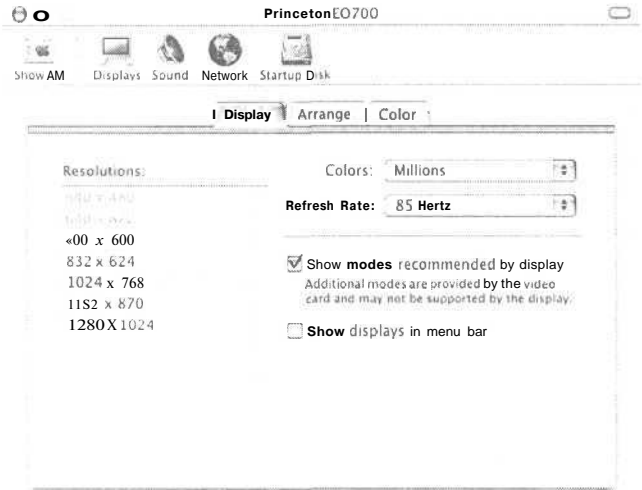 Princeton EO700
Show AM Displays Sound Network Startup Disk
I Display Arrange | Color
Resolutions:
«00 x 600
832 x 624
1024 x 768
11S2 x 870
1280X1024
Colors: Millions
Refresh Rate: 85 Hertz
Show modes recommended by display
Additional modes are provided by the video
card and may not be supported by the display.
Show displays in menu bar